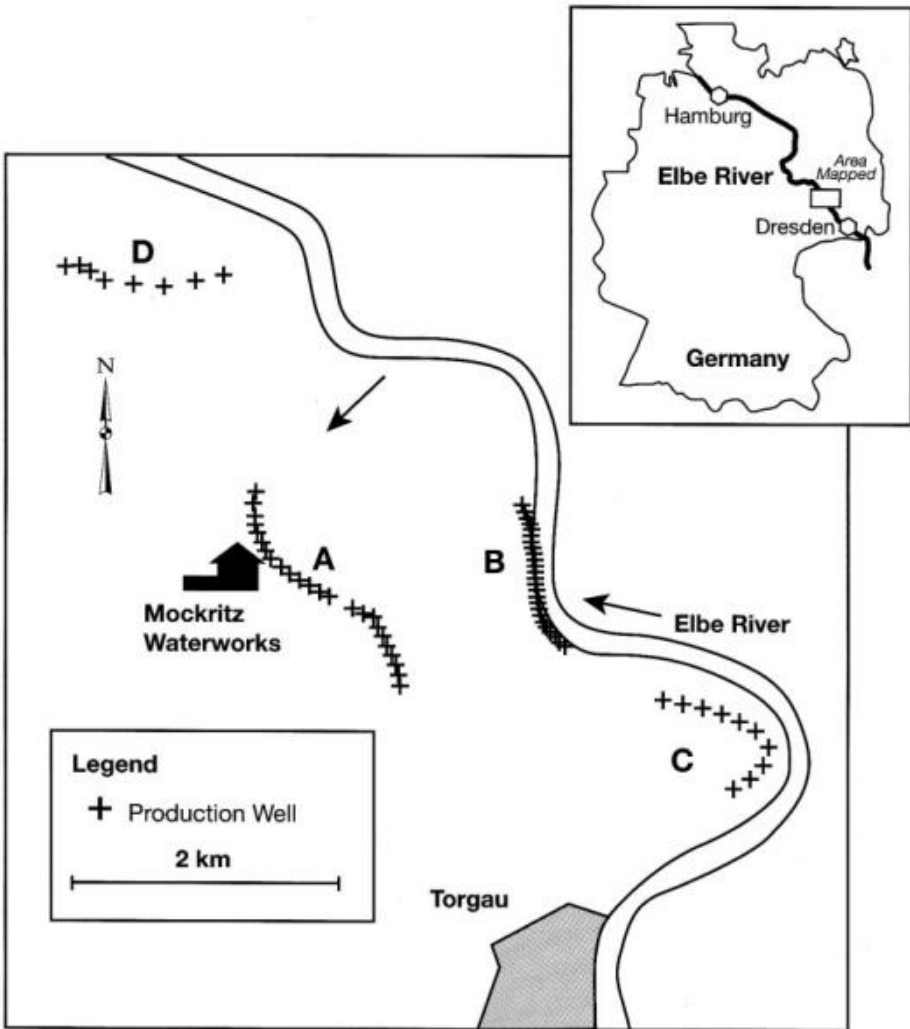 Hamburg
Elbe River
Area
Mapped
Dresden
Germany
D
N
A
B
Mockritz
Waterworks
Elbe River
C
Legend
Production Well
2 km
Torgau